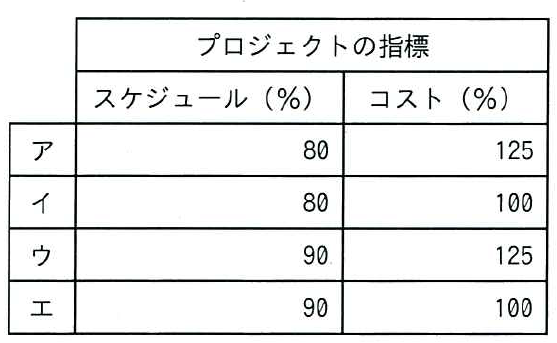 プロジェクトの指標
スケジュール（％） コスト（％）
ア 80 125
イ 80 100
ウ 90 125
エ 90 100